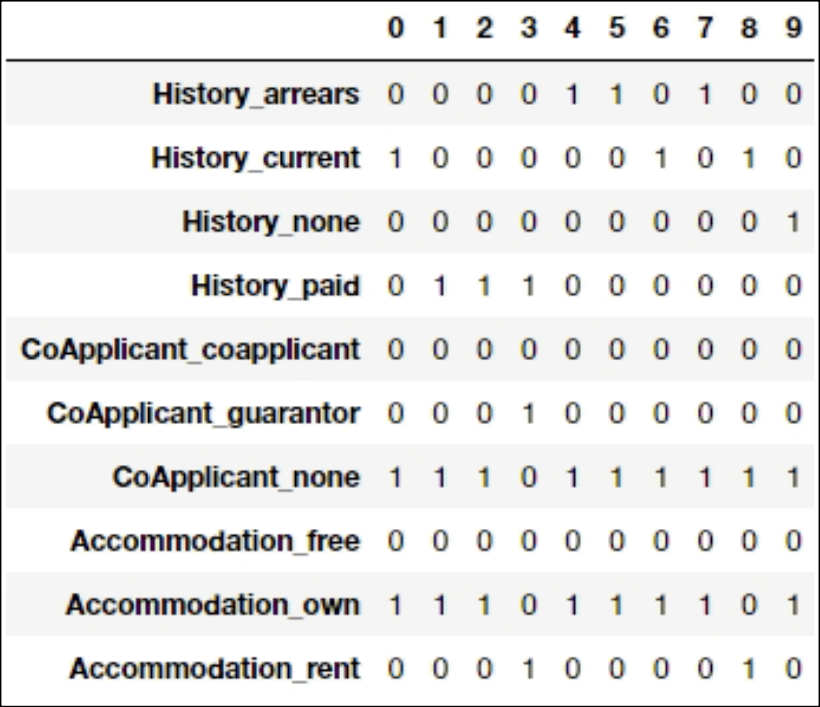 0 1 2 3 4 5 6 7 8 9
History_arrears 0 0 0 0 1 1 0 1 0 0
History_current 1 0 0 0 0 0 1 0 1 0
History_none 0 0 0 0 0 0 0 0 0 1
History_paid 0 1 1 1 0 0 0 0 0 0
CoApplicant_coapplicant 0 0 0 0 0 0 0 0 0 0
CoApplicant_guarantor 0 0 0 1 0 0 0 0 0 0
CoApplicant_none 1 1 1 0 1 1 1 1 1 1
Accommodation_free 0 0 0 0 0 0 0 0 0 0
Accommodation_own 1 1 1 0 1 1 1 1 0 1
Accommodation_rent 0 0 0 1 0 0 0 0 1 0